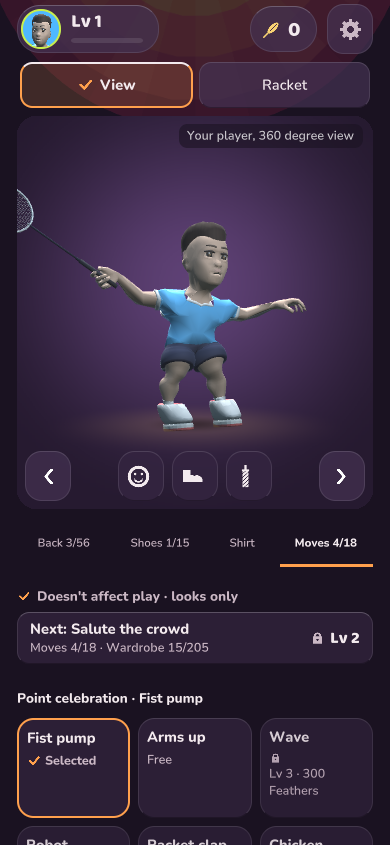 Lv 1
0
View
Racket
Your player, 360 degree view
Back 3/56
Shoes 1/15
Shirt
Moves 4/18
Doesn't affect play · looks only
Next: Salute the crowd
Moves 4/18 · Wardrobe 15/205
Lv 2
Point celebration · Fist pump
Fist pump
Selected
Arms up
Free
Wave
Lv 3 · 300
Feathers
Robot
Racket clap
Chicken